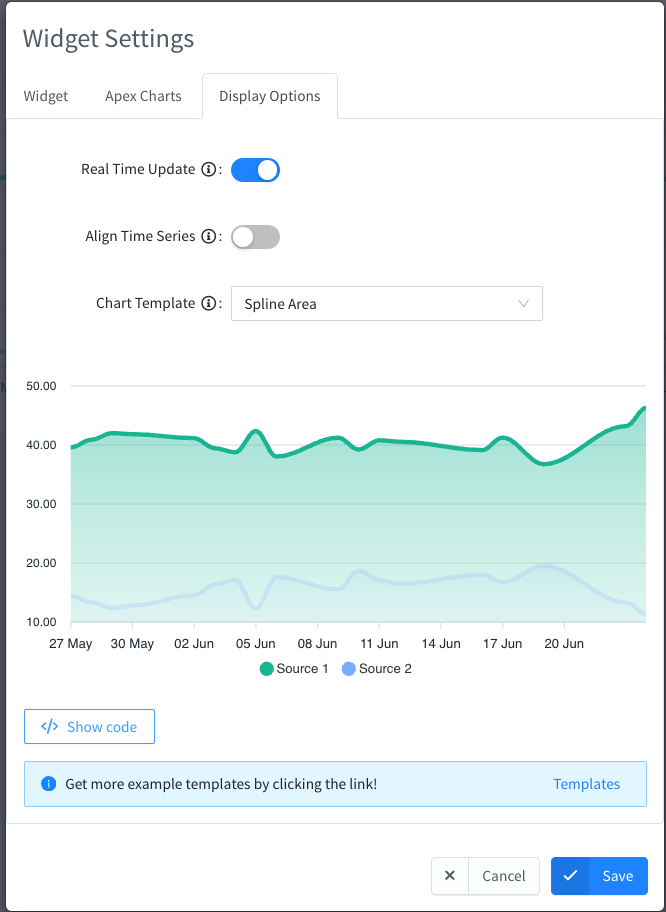 Widget Settings
Widget Apex Charts Display Options
Real Time Update :
Align Time Series :
Chart Template : Spline Area
50.00
40.00
30.00
20.00
10.00
27 May 30 May 02 Jun 05 Jun 08 Jun 11 Jun 14 Jun 17 Jun 20 Jun
Source 1 Source 2
</> Show code
Get more example templates by clicking the link! Templates
Cancel Save